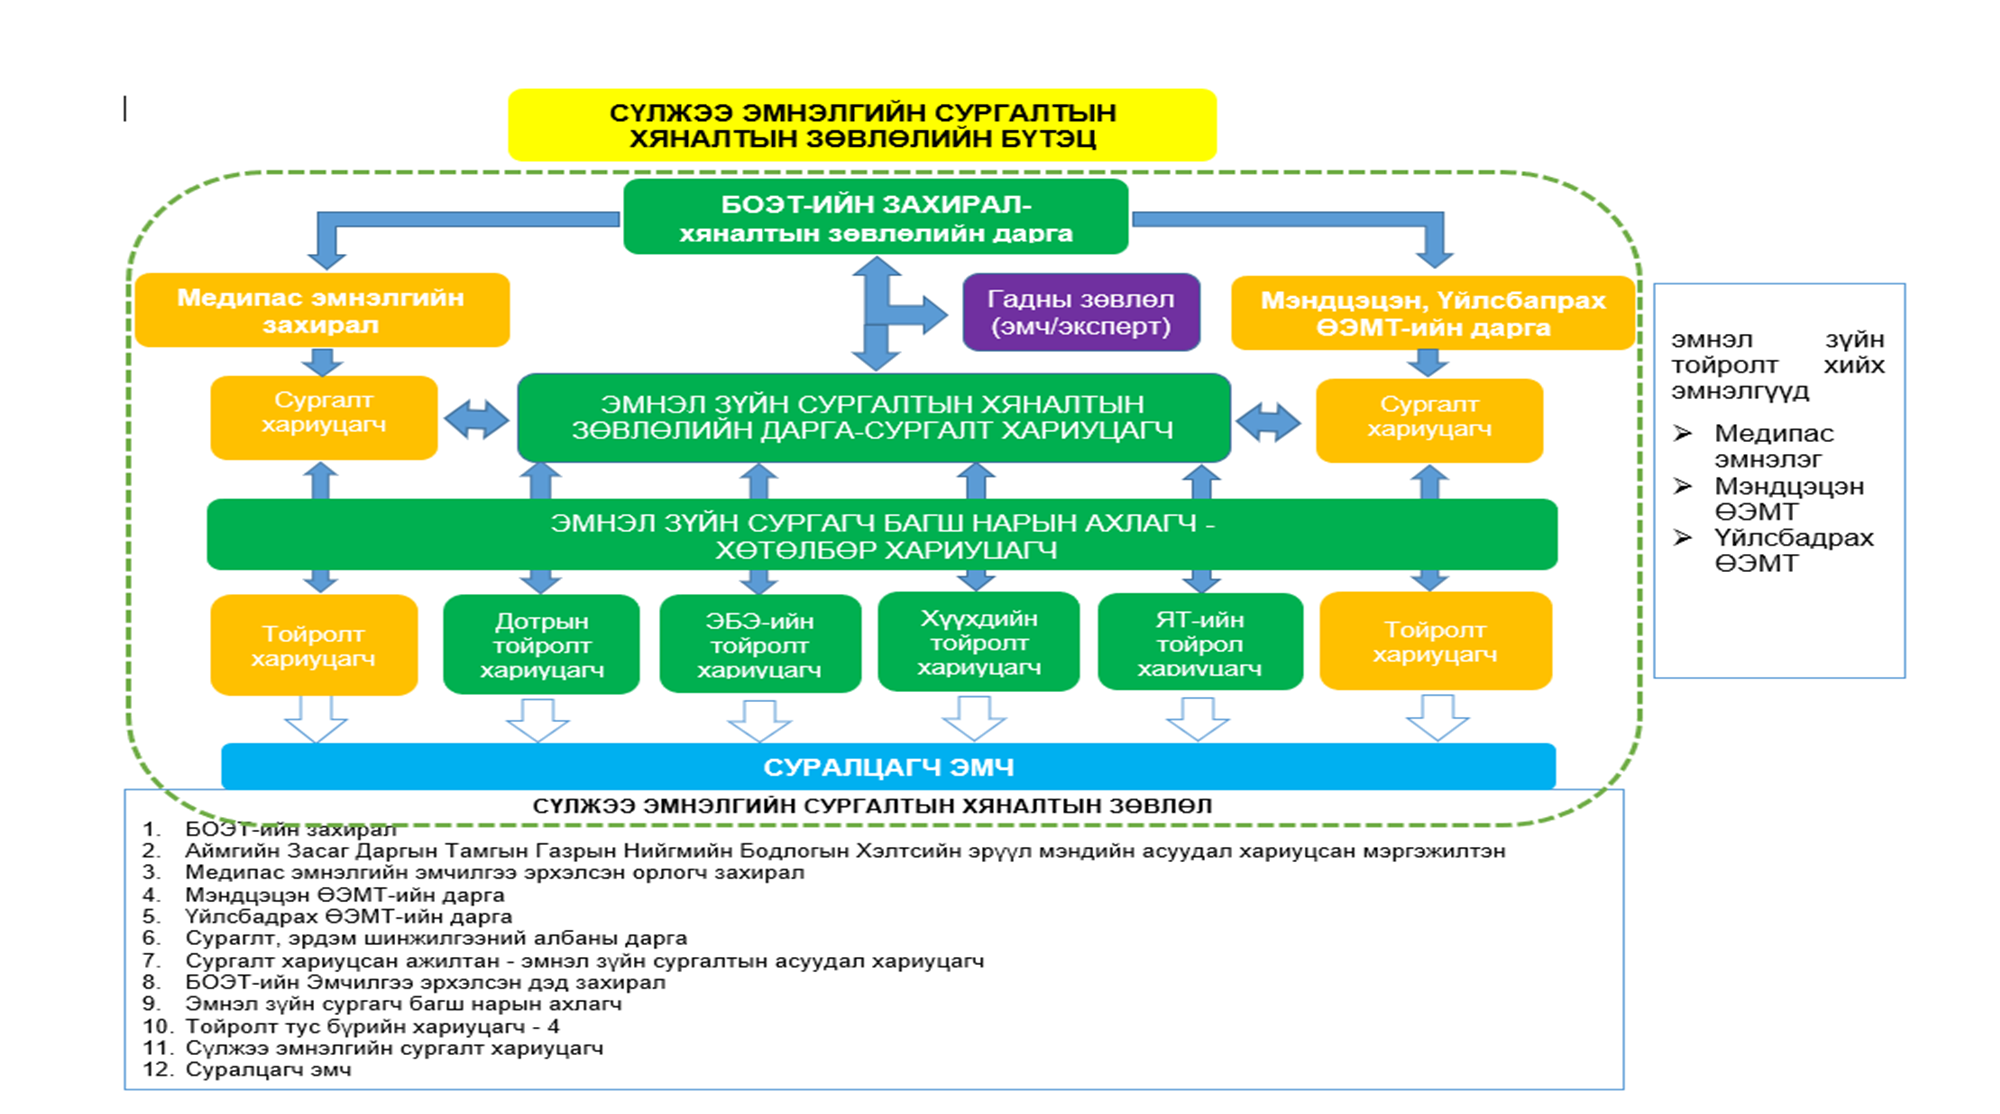 СҮЛЖЭЭ ЭМНЭЛГИЙН СУРГАЛТЫН
ХЯНАЛТЫН ЗӨВЛӨЛИЙН БҮТЭЦ
БОЭТ-ИЙН ЗАХИРАЛ-
хяналтын зөвлөлийн дарга
Медипас эмнэлгийн
захирал
Гадны зөвлөл
(эмч/эксперт)
Мэндцэцэн, Үйлсбапрах
ӨЭМТ-ийн дарга
Сургалт
хариуцагч
ЭМНЭЛ ЗҮЙН СУРГАЛТЫН ХЯНАЛТЫН
ЗӨВЛӨЛИЙН ДАРГА-СУРГАЛТ ХАРИУЦАГЧ
Сургалт
хариуцагч
ЭМНЭЛ ЗҮЙН СУРГАГЧ БАГШ НАРЫН АХЛАГЧ -
ХӨТӨЛБӨР ХАРИУЦАГЧ
Тойролт
хариуцагч
Дотрын
тойролт
хариуцагч
ЭБЭ-ийн
тойролт
хариуцагч
Хүүхдийн
тойролт
хариуцагч
ЯТ-ийн
тойрол
хариуцагч
Тойролт
хариуцагч
СУРАЛЦАГЧ ЭМЧ
эмнэл зүйн
тойролт хийх
эмнэлгүүд
➢ Медипас
эмнэлэг
➢ Мэндцэцэн
ӨЭМТ
➢ Үйлсбадрах
ӨЭМТ
СҮЛЖЭЭ ЭМНЭЛГИЙН СУРГАЛТЫН ХЯНАЛТЫН ЗӨВЛӨЛ
1. БОЭТ-ийн захирал
2. Аймгийн Засаг Даргын Тамгын Газрын Нийгмийн Бодлогын Хэлтсийн эрүүл мэндийн асуудал хариуцсан мэргэжилтэн
3. Медипас эмнэлгийн эмчилгээ эрхэлсэн орлогч захирал
4. Мэндцэцэн ӨЭМТ-ийн дарга
5. Үйлсбадрах ӨЭМТ-ийн дарга
6. Сураглт, эрдэм шинжилгээний албаны дарга
7. Сургалт хариуцсан ажилтан - эмнэл зүйн сургалтын асуудал хариуцагч
8. БОЭТ-ийн Эмчилгээ эрхэлсэн дэд захирал
9. Эмнэл зүйн сургагч багш нарын ахлагч
10. Тойролт тус бүрийн хариуцагч - 4
11. Сүлжээ эмнэлгийн сургалт хариуцагч
12. Суралцагч эмч